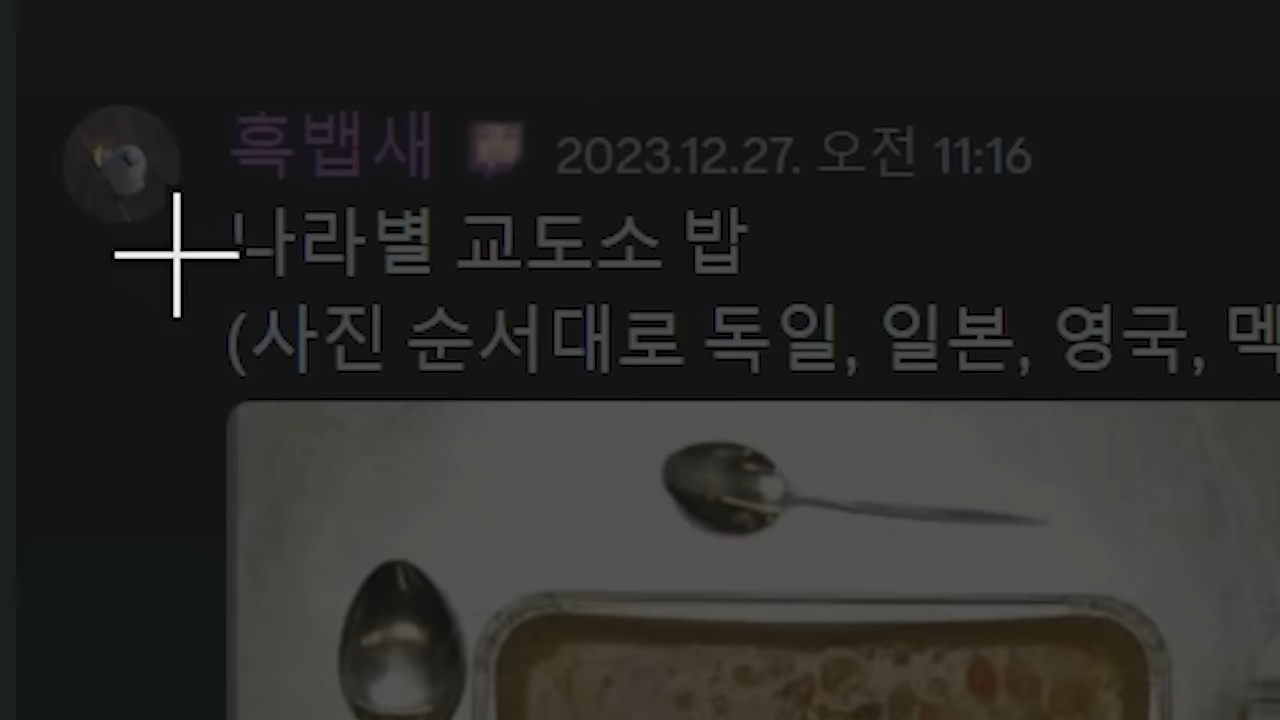 흑뱁새 2023.12.27. 오전 11:16
나라별 교도소 밥
(사진 순서대로 독일, 일본, 영국,